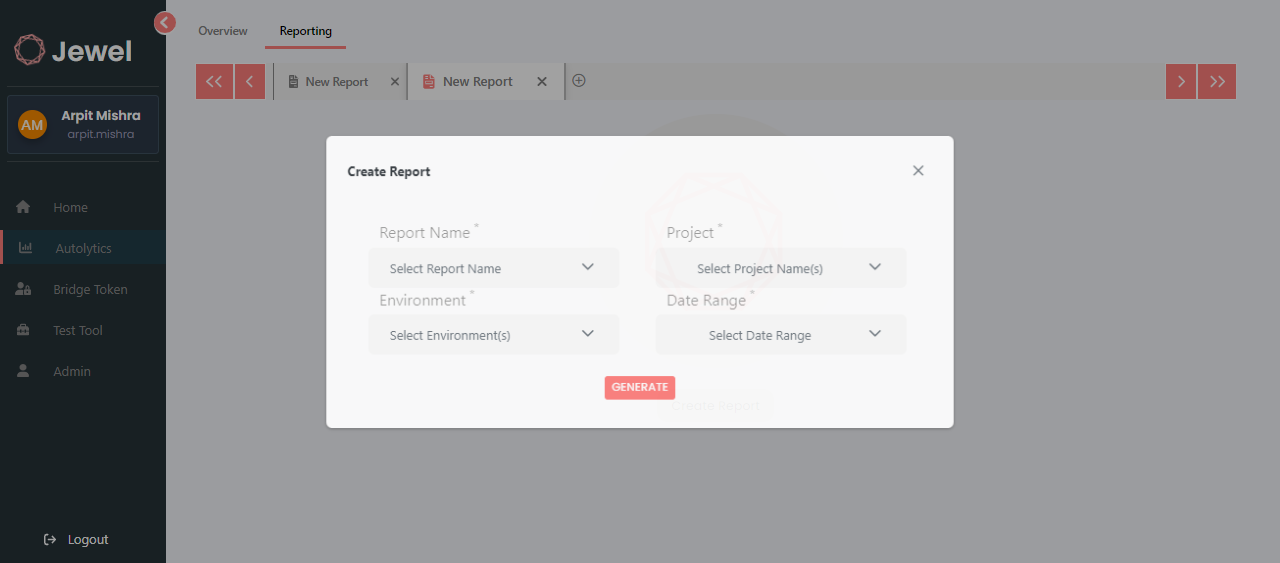 Jewel
AM
Arpit Mishra
arpit.mishra
Home
Autolytics
Bridge Token
Test Tool
Admin
Logout
Overview Reporting
New Report New Report
Create Report
Report Name * Project *
Select Report Name Select Project Name(s)
Environment * Date Range *
Select Environment(s) Select Date Range
GENERATE
Create Report